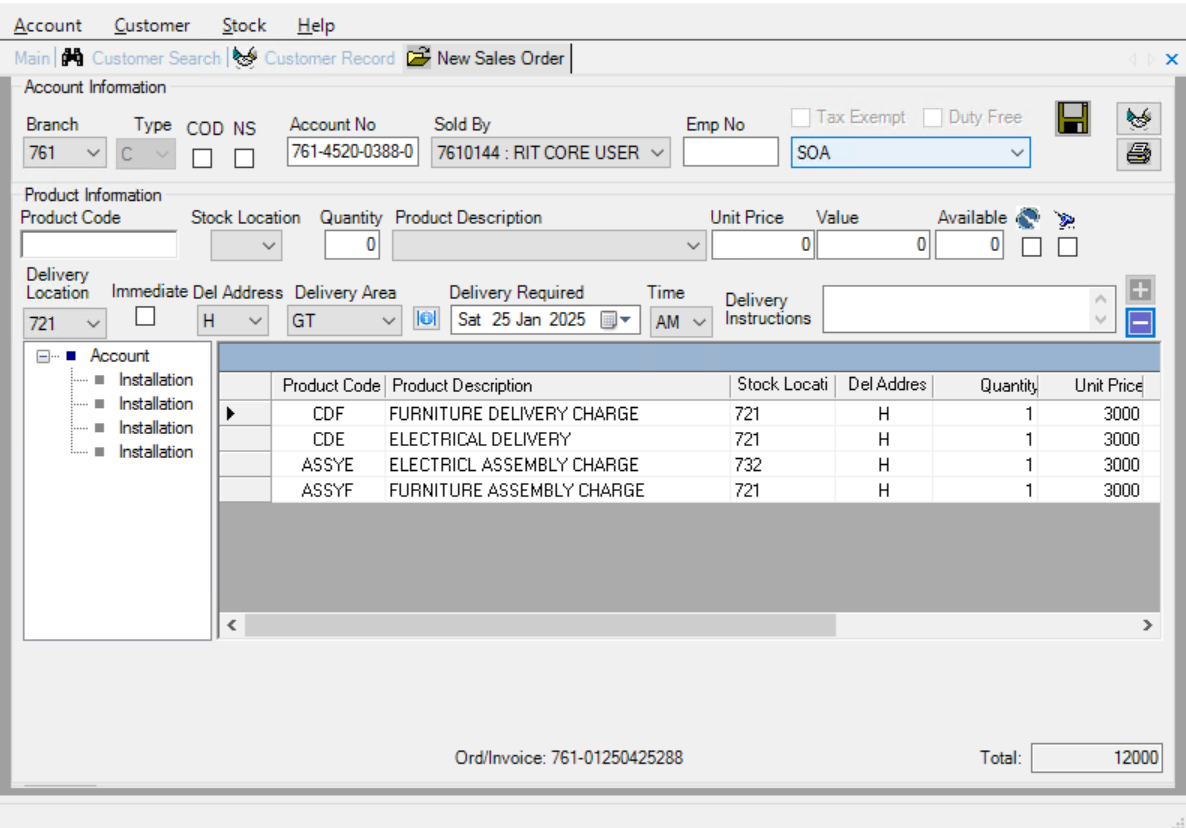 Account Customer Stock Help
Main Customer Search Customer Record New Sales Order
Account Information
Branch Type COD NS Account No Sold By Emp No Tax Exempt Duty Free
761 C 761-4520-0388-0 7610144 : RIT CORE USER SOA
Product Information
Product Code Stock Location Quantity Product Description Unit Price Value Available
0 0 0 0
Delivery
Location Immediate Del Address Delivery Area Delivery Required Time Delivery
Instructions
721 H GT Sat 25 Jan 2025 AM
Account
Installation
Installation
Installation
Installation
Product Code Product Description Stock Locati Del Addres Quantity Unit Price
CDF FURNITURE DELIVERY CHARGE 721 H 1 3000
CDE ELECTRICAL DELIVERY 721 H 1 3000
ASSYE ELECTRICL ASSEMBLY CHARGE 732 H 1 3000
ASSYF FURNITURE ASSEMBLY CHARGE 721 H 1 3000
Ord/Invoice: 761-01250425288 Total: 12000